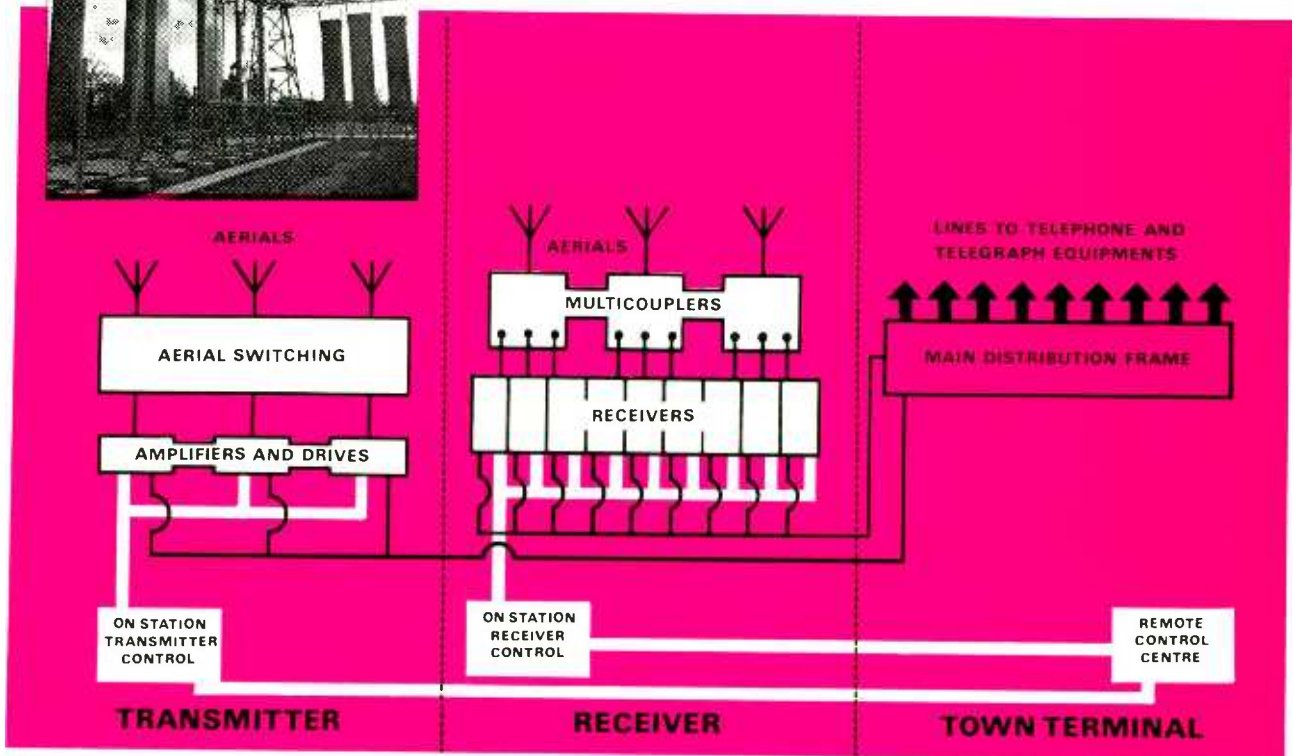 AERIALS
AERIAL SWITCHING
AMPLIFIERS AND DRIVES
ON STATION
TRANSMITTER
CONTROL
TRANSMITTER
AERIALS
MULTICOUPLERS
RECEIVERS
ON STATION
RECEIVER
CONTROL
RECEIVER
LINES TO TELEPHONE AND
TELEGRAPH EQUIPMENTS
MAIN DISTRIBUTION FRAME
REMOTE
CONTROL
CENTRE
TOWN TERMINAL